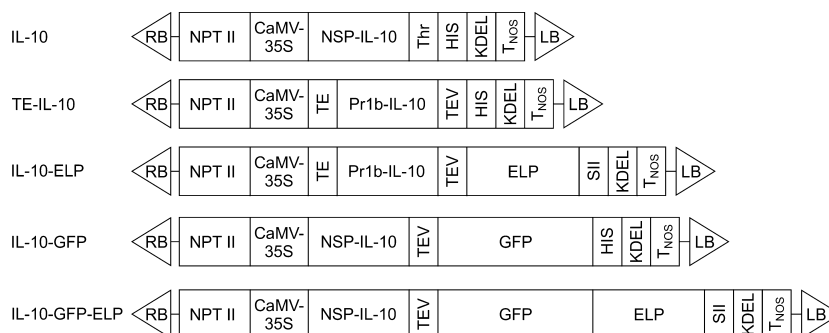 IL-10 RB NPT II CaMV-35S NSP-IL-10 Thr HIS KDEL TNOS LB
TE-IL-10 RB NPT II CaMV-35S TE Pr1b-IL-10 TEV HIS KDEL TNOS LB
IL-10-ELP RB NPT II CaMV-35S TE Pr1b-IL-10 TEV ELP SII KDEL TNOS LB
IL-10-GFP RB NPT II CaMV-35S NSP-IL-10 TEV GFP HIS KDEL TNOS LB
IL-10-GFP-ELP RB NPT II CaMV-35S NSP-IL-10 TEV GFP ELP SII KDEL TNOS LB